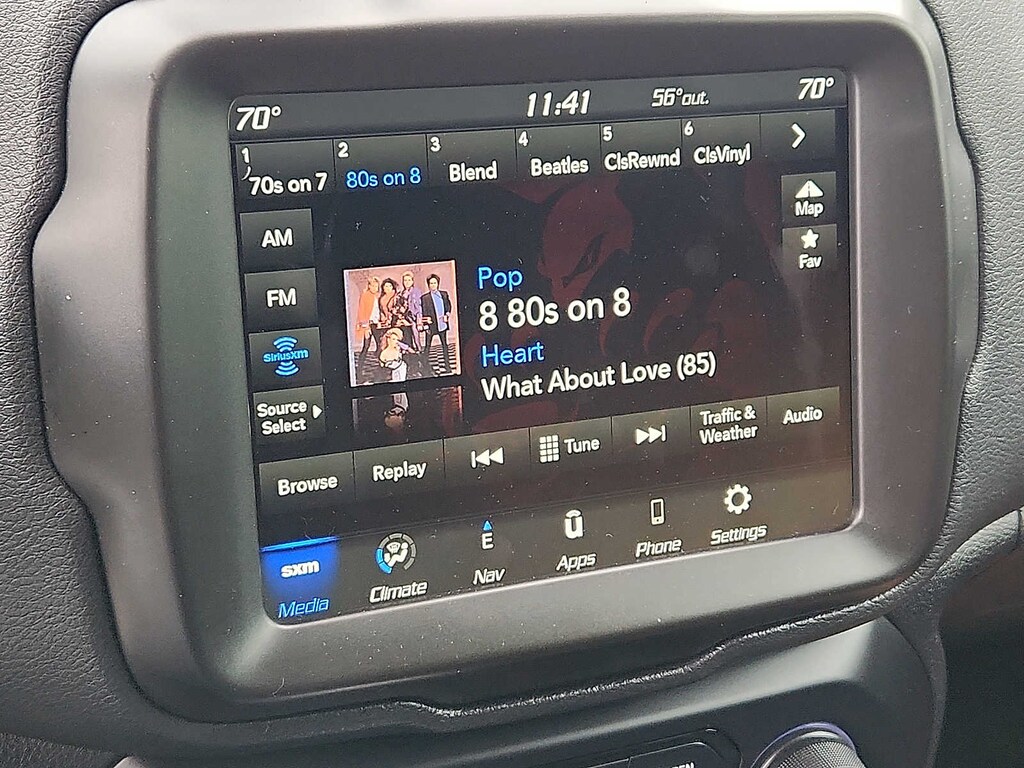 70°
11:41
56° out.
70°
1
70s on 7
2
80s on 8
3
Blend
4
Beatles
5
ClsRewnd
6
ClsVinyl
AM
FM
SiriusXM
Source
Select
Map
Fav
Pop
8 80s on 8
Heart
What About Love (85)
Browse
Replay
Tune
Traffic &
Weather
Audio
sxm
Media
Climate
E
Nav
Apps
Phone
Settings